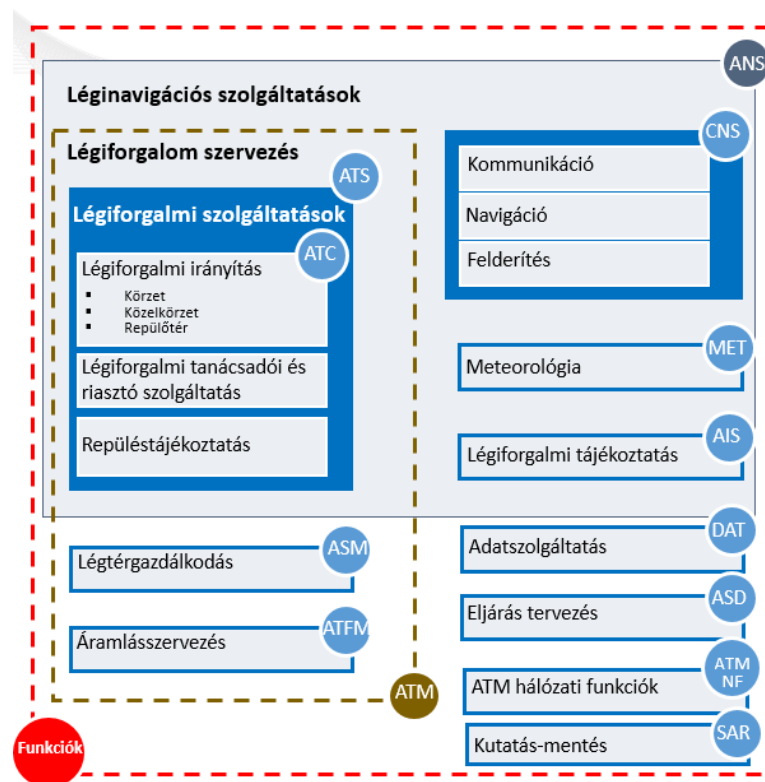 ANS
Léginavigációs szolgáltatások
Légiforgalom szervezés
ATS
Légiforgalmi szolgáltatások
ATC
Légiforgalmi irányítás
Körzet
Közelkörzet
Repülőtér
Légiforgalmi tanácsadói és
riasztó szolgáltatás
Repüléstájékoztatás
CNS
Kommunikáció
Navigáció
Felderítés
MET
Meteorológia
AIS
Légiforgalmi tájékoztatás
ASM
Légtérgazdálkodás
ATFM
Áramlásszervezés
ATM
DAT
Adatszolgáltatás
ASD
Eljárás tervezés
ATM
NF
ATM hálózati funkciók
SAR
Kutatás-mentés
Funkciók